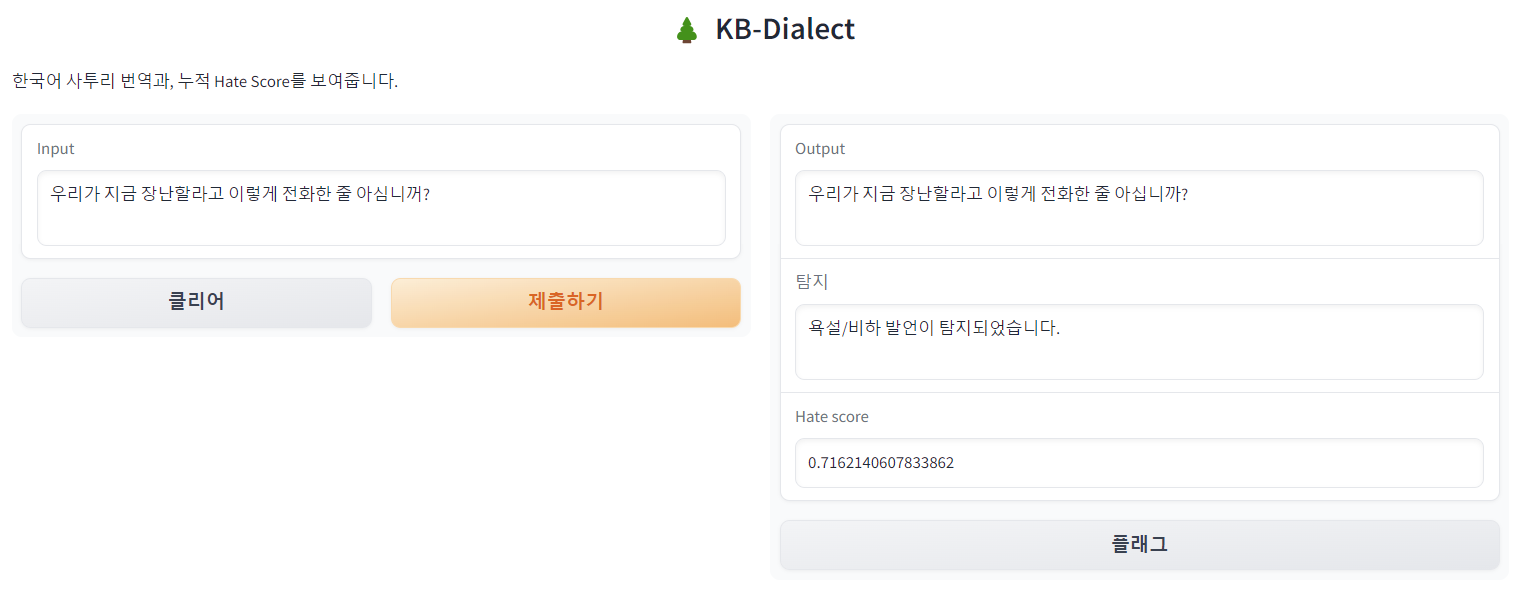 🌲 KB-Dialect
한국어 사투리 번역과, 누적 Hate Score를 보여줍니다.
Input
우리가 지금 장난할라고 이렇게 전화한 줄 아심니꺼?
클리어
제출하기
Output
우리가 지금 장난할라고 이렇게 전화한 줄 아십니까?
탐지
욕설/비하 발언이 탐지되었습니다.
Hate score
0.7162140607833862
플래그